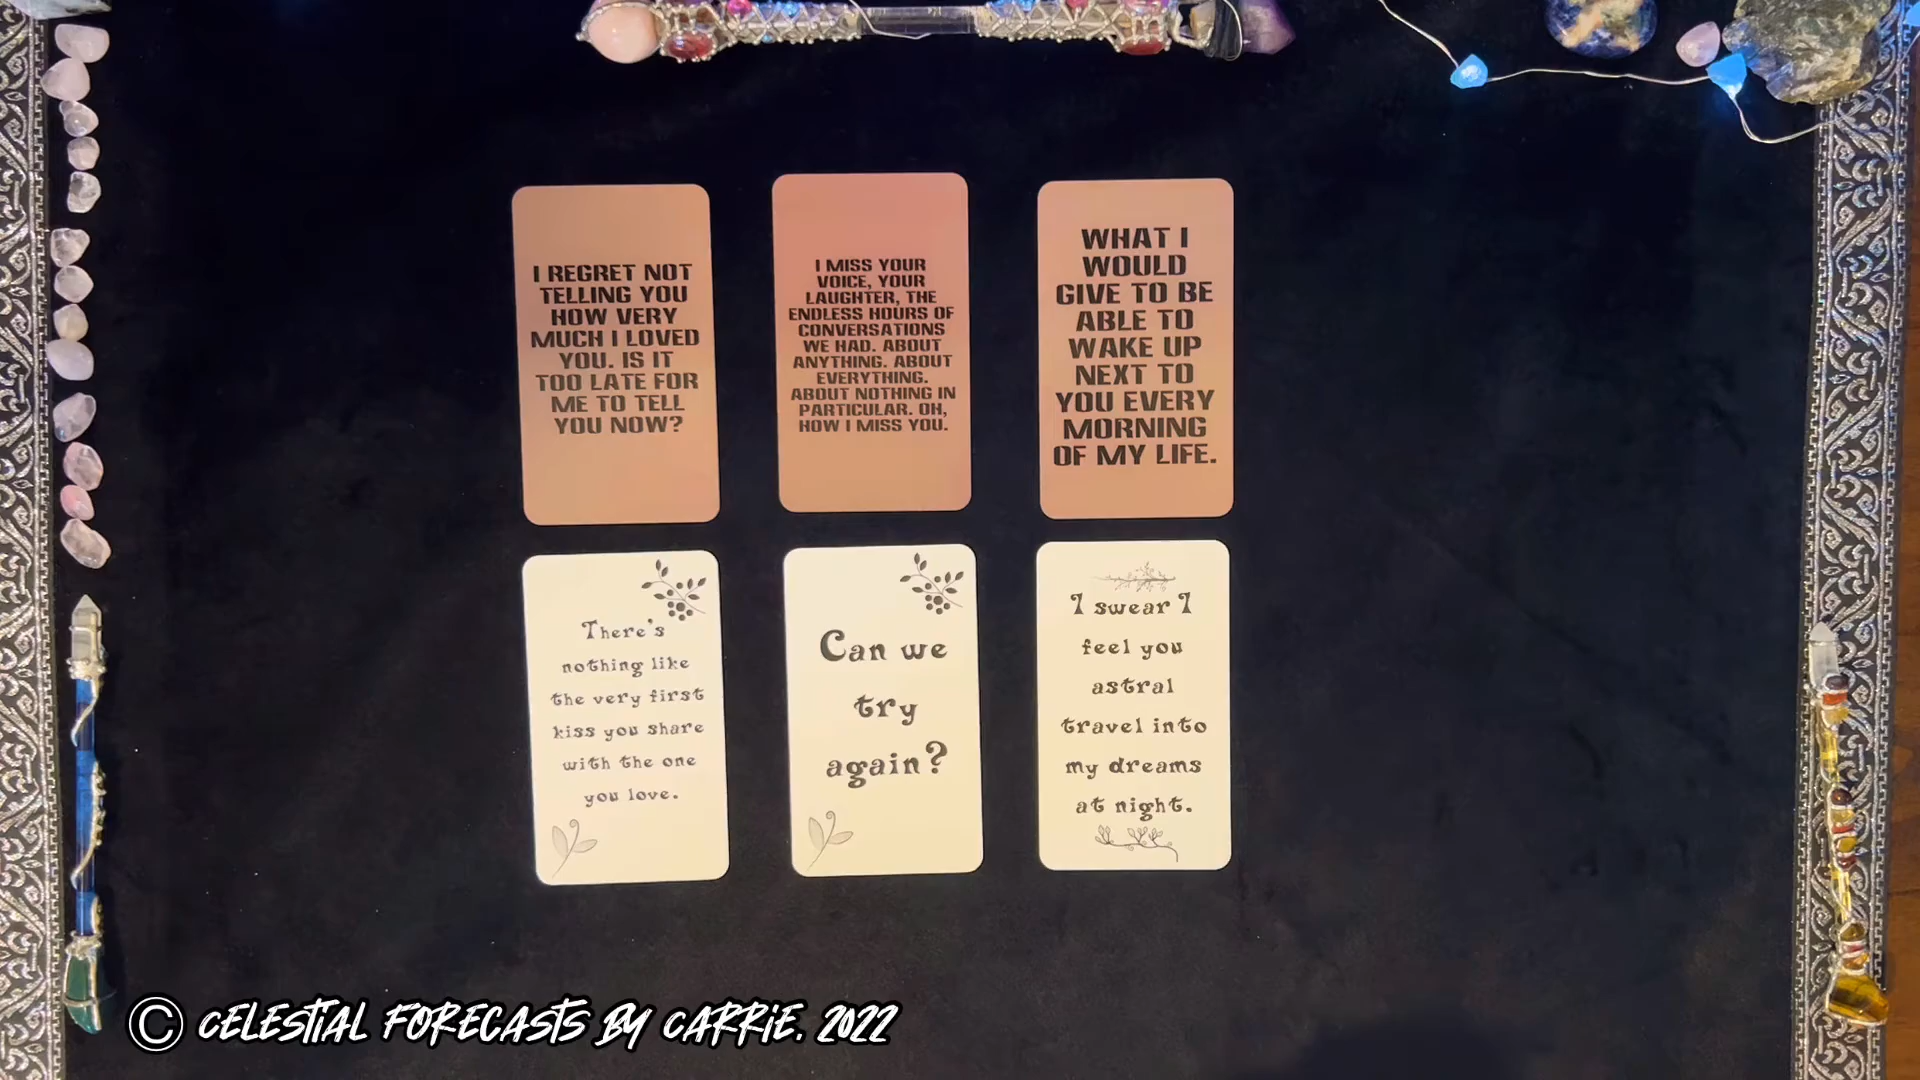 I REGRET NOT
TELLING YOU
HOW VERY
MUCH I LOVED
YOU. IS IT
TOO LATE FOR
ME TO TELL
YOU NOW?
I MISS YOUR
VOICE, YOUR
LAUGHTER, THE
ENDLESS HOURS OF
CONVERSATIONS
WE HAD. ABOUT
ANYTHING. ABOUT
EVERYTHING.
ABOUT NOTHING IN
PARTICULAR. OH,
HOW I MISS YOU.
WHAT I
WOULD
GIVE TO BE
ABLE TO
WAKE UP
NEXT TO
YOU EVERY
MORNING
OF MY LIFE.
There's
nothing like
the very first
kiss you share
with the one
you love.
Can we
try
again?
I swear I
feel you
astral
travel into
my dreams
at night.
© CELESTIAL FORECASTS BY CARRIE. 2022